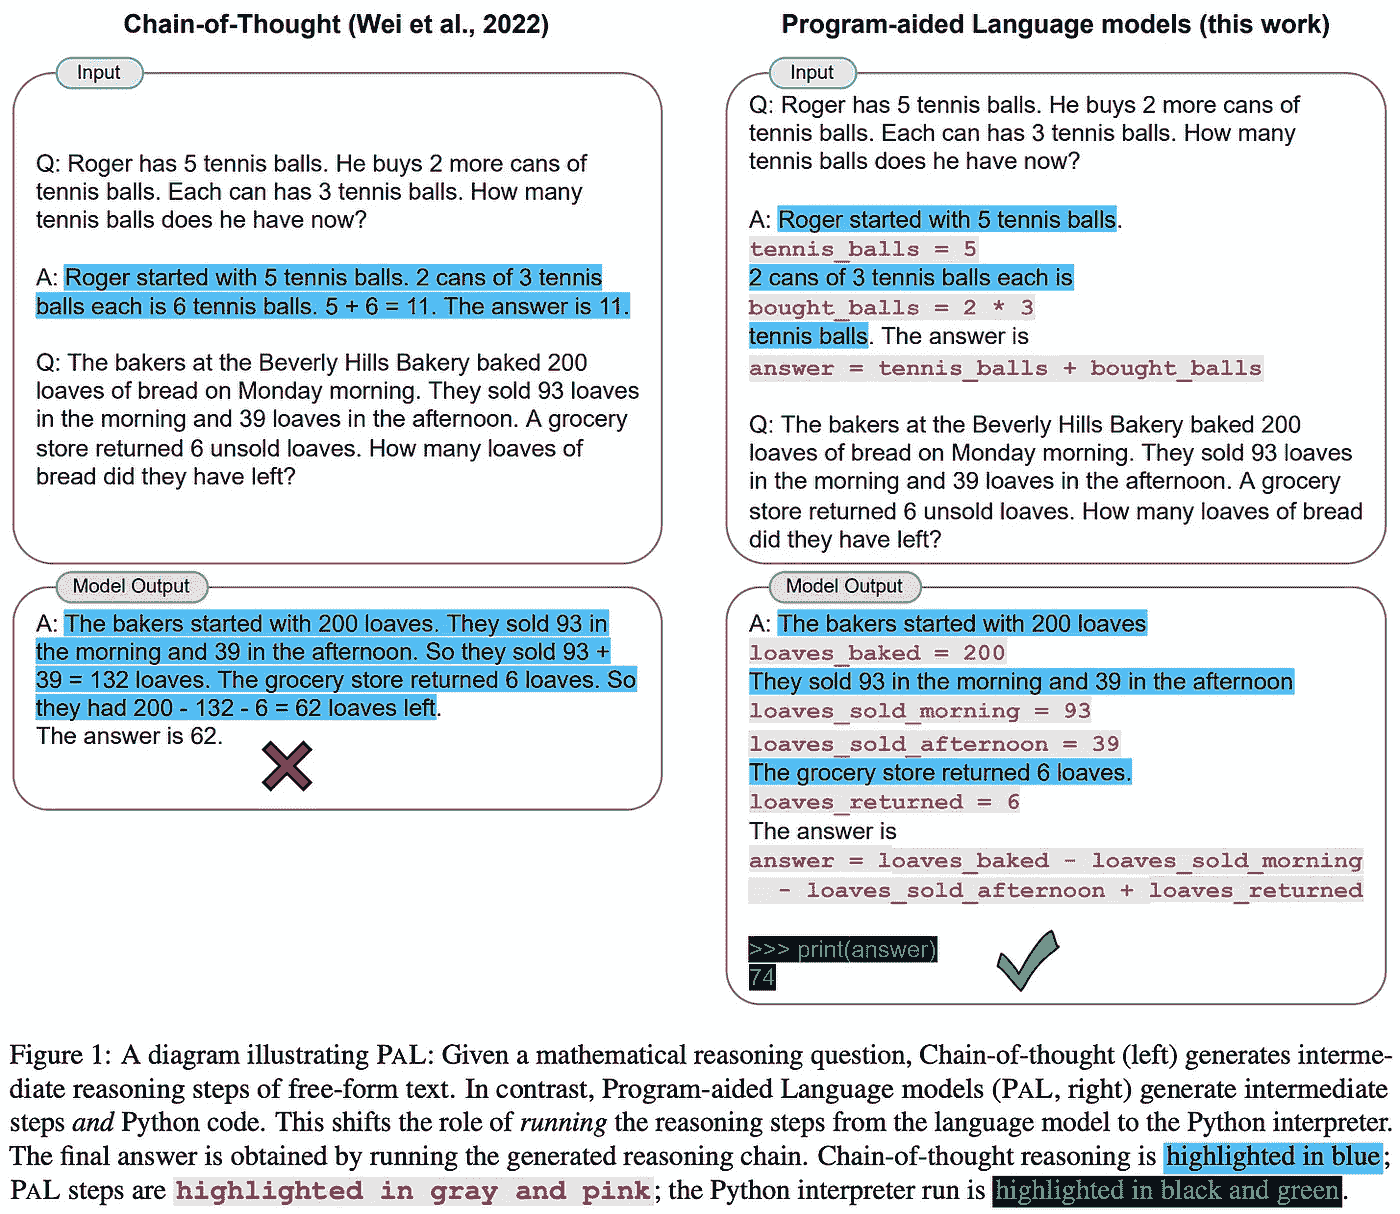 Chain-of-Thought (Wei et al., 2022)
Input
Q: Roger has 5 tennis balls. He buys 2 more cans of
tennis balls. Each can has 3 tennis balls. How many
tennis balls does he have now?
A: Roger started with 5 tennis balls. 2 cans of 3 tennis
balls each is 6 tennis balls. 5 + 6 = 11. The answer is 11.
Q: The bakers at the Beverly Hills Bakery baked 200
loaves of bread on Monday morning. They sold 93 loaves
in the morning and 39 loaves in the afternoon. A grocery
store returned 6 unsold loaves. How many loaves of
bread did they have left?
Model Output
A: The bakers started with 200 loaves. They sold 93 in
the morning and 39 in the afternoon. So they sold 93 +
39 = 132 loaves. The grocery store returned 6 loaves. So
they had 200 - 132 - 6 = 62 loaves left.
The answer is 62.
Program-aided Language models (this work)
Input
Q: Roger has 5 tennis balls. He buys 2 more cans of
tennis balls. Each can has 3 tennis balls. How many
tennis balls does he have now?
A: Roger started with 5 tennis balls.
tennis_balls = 5
2 cans of 3 tennis balls each is
bought_balls = 2 * 3
tennis balls. The answer is
answer = tennis_balls + bought_balls
Q: The bakers at the Beverly Hills Bakery baked 200
loaves of bread on Monday morning. They sold 93 loaves
in the morning and 39 loaves in the afternoon. A grocery
store returned 6 unsold loaves. How many loaves of bread
did they have left?
Model Output
A: The bakers started with 200 loaves
loaves_baked = 200
They sold 93 in the morning and 39 in the afternoon
loaves_sold_morning = 93
loaves_sold_afternoon = 39
The grocery store returned 6 loaves.
loaves_returned = 6
The answer is
answer = loaves_baked - loaves_sold_morning
- loaves_sold_afternoon + loaves_returned
>>> print(answer)
74
Figure 1: A diagram illustrating PAL: Given a mathematical reasoning question, Chain-of-thought (left) generates interme-
diate reasoning steps of free-form text. In contrast, Program-aided Language models (PAL, right) generate intermediate
steps and Python code. This shifts the role of running the reasoning steps from the language model to the Python interpreter.
The final answer is obtained by running the generated reasoning chain. Chain-of-thought reasoning is highlighted in blue;
PAL steps are highlighted in gray and pink; the Python interpreter run is highlighted in black and green.